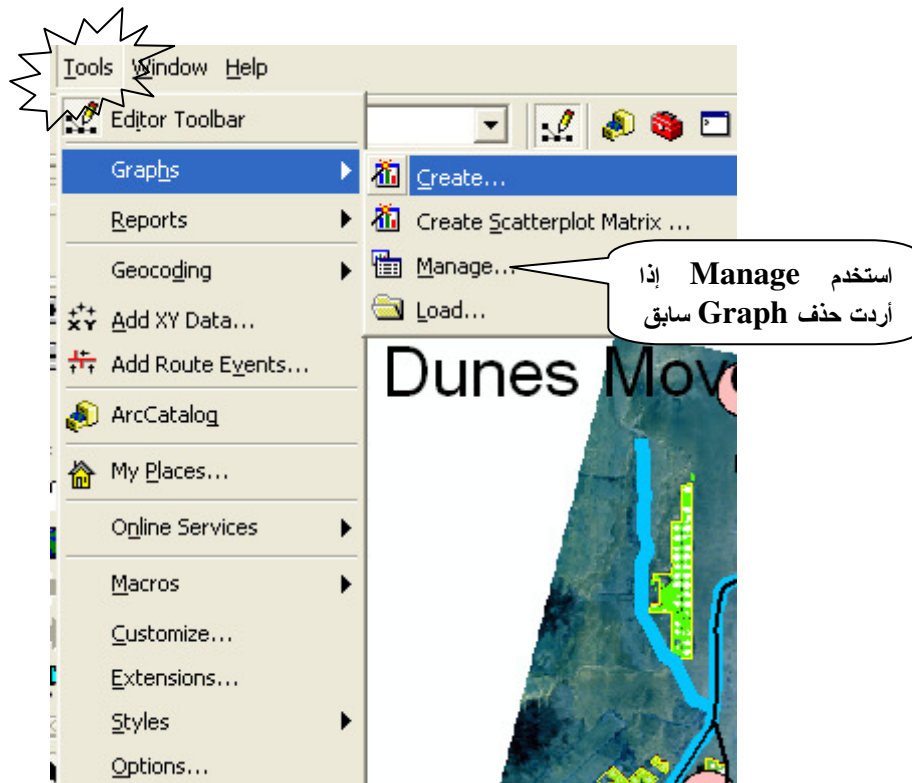 Tools Window Help
Editor Toolbar
Graphs
Create...
Reports
Create Scatterplot Matrix ...
Geocoding
Manage...
استخدم Manage إذا
أردت حذف Graph سابق
Add XY Data...
Load...
Add Route Events...
Dunes Mov
ArcCatalog
My Places...
Online Services
Macros
Customize...
Extensions...
Styles
Options...